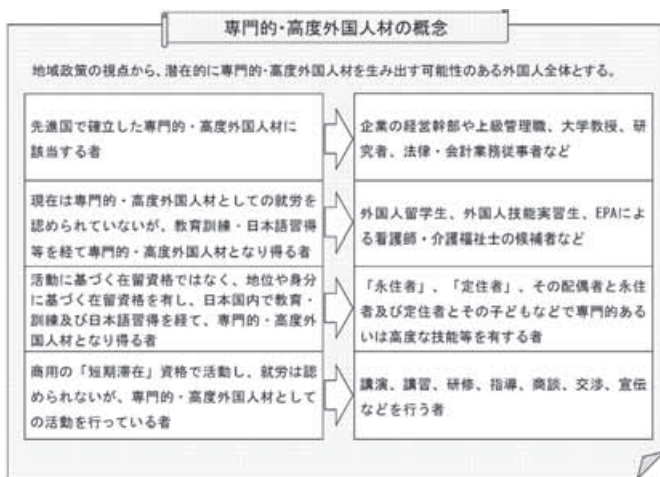 専門的・高度外国人材の概念
地域政策の視点から、潜在的に専門的・高度外国人材を生み出す可能性のある外国人全体とする。
先進国で確立した専門的・高度外国人材に
該当する者
企業の経営幹部や上級管理職、大学教授、研
究者、法律・会計業務従事者など
現在は専門的・高度外国人材としての就労を
認められていないが、教育訓練・日本語習得
等を経て専門的・高度外国人材となり得る者
外国人留学生、外国人技能実習生、EPAによ
る看護師・介護福祉士の候補者など
活動に基づく在留資格ではなく、地位や身分
に基づく在留資格を有し、日本国内で教育・
訓練及び日本語習得を経て、専門的・高度外
国人材となり得る者
「永住者」、「定住者」、その配偶者と永住
者及び定住者とその子どもなどで専門的ある
いは高度な技能等を有する者
商用の「短期滞在」資格で活動し、就労は認
められないが、専門的・高度外国人材として
の活動を行っている者
講演、講習、研修、指導、商談、交渉、宣伝
などを行う者